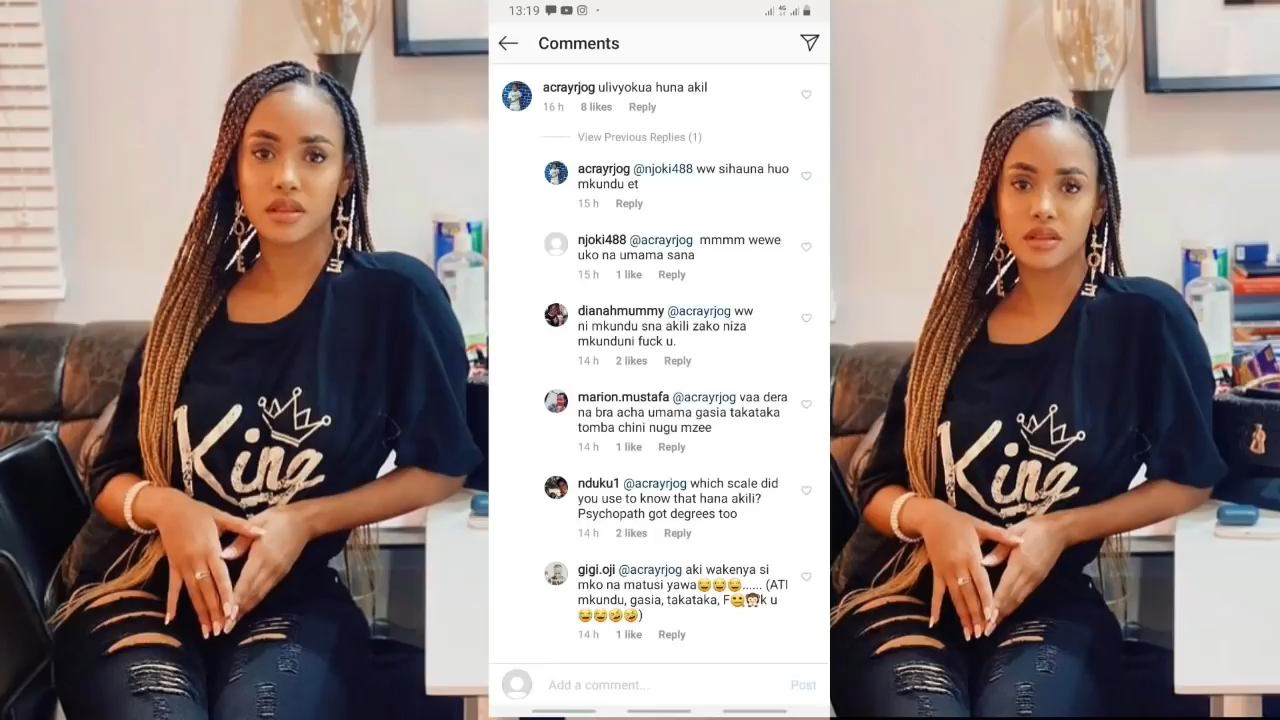 13:19
Comments
acrayrjog ulivyokua huna akil
16 h 8 likes Reply
View Previous Replies (1)
acrayrjog @njoki488 ww sihauna huo
mkundu et
15 h Reply
njoki488 @acrayrjog mmmm wewe
uko na umama sana
15 h 1 like Reply
dianahmummy @acrayrjog ww
ni mkundu sna akili zako niza
mkunduni fuck u.
14 h 2 likes Reply
marion.mustafa @acrayrjog vaa dera
na bra acha umama gasia takataka
tomba chini nugu mzee
14 h 1 like Reply
nduku1 @acrayrjog which scale did
you use to know that hana akili?
Psychopath got degrees too
14 h 2 likes Reply
gigi.oji @acrayrjog aki wakenya si
mko na matusi yawa😂😂😂...... (ATI
mkundu, gasia, takataka, F🤐🙊k u
😂😂🤣🤣)
14 h 1 like Reply
Add a comment... Post
King
King